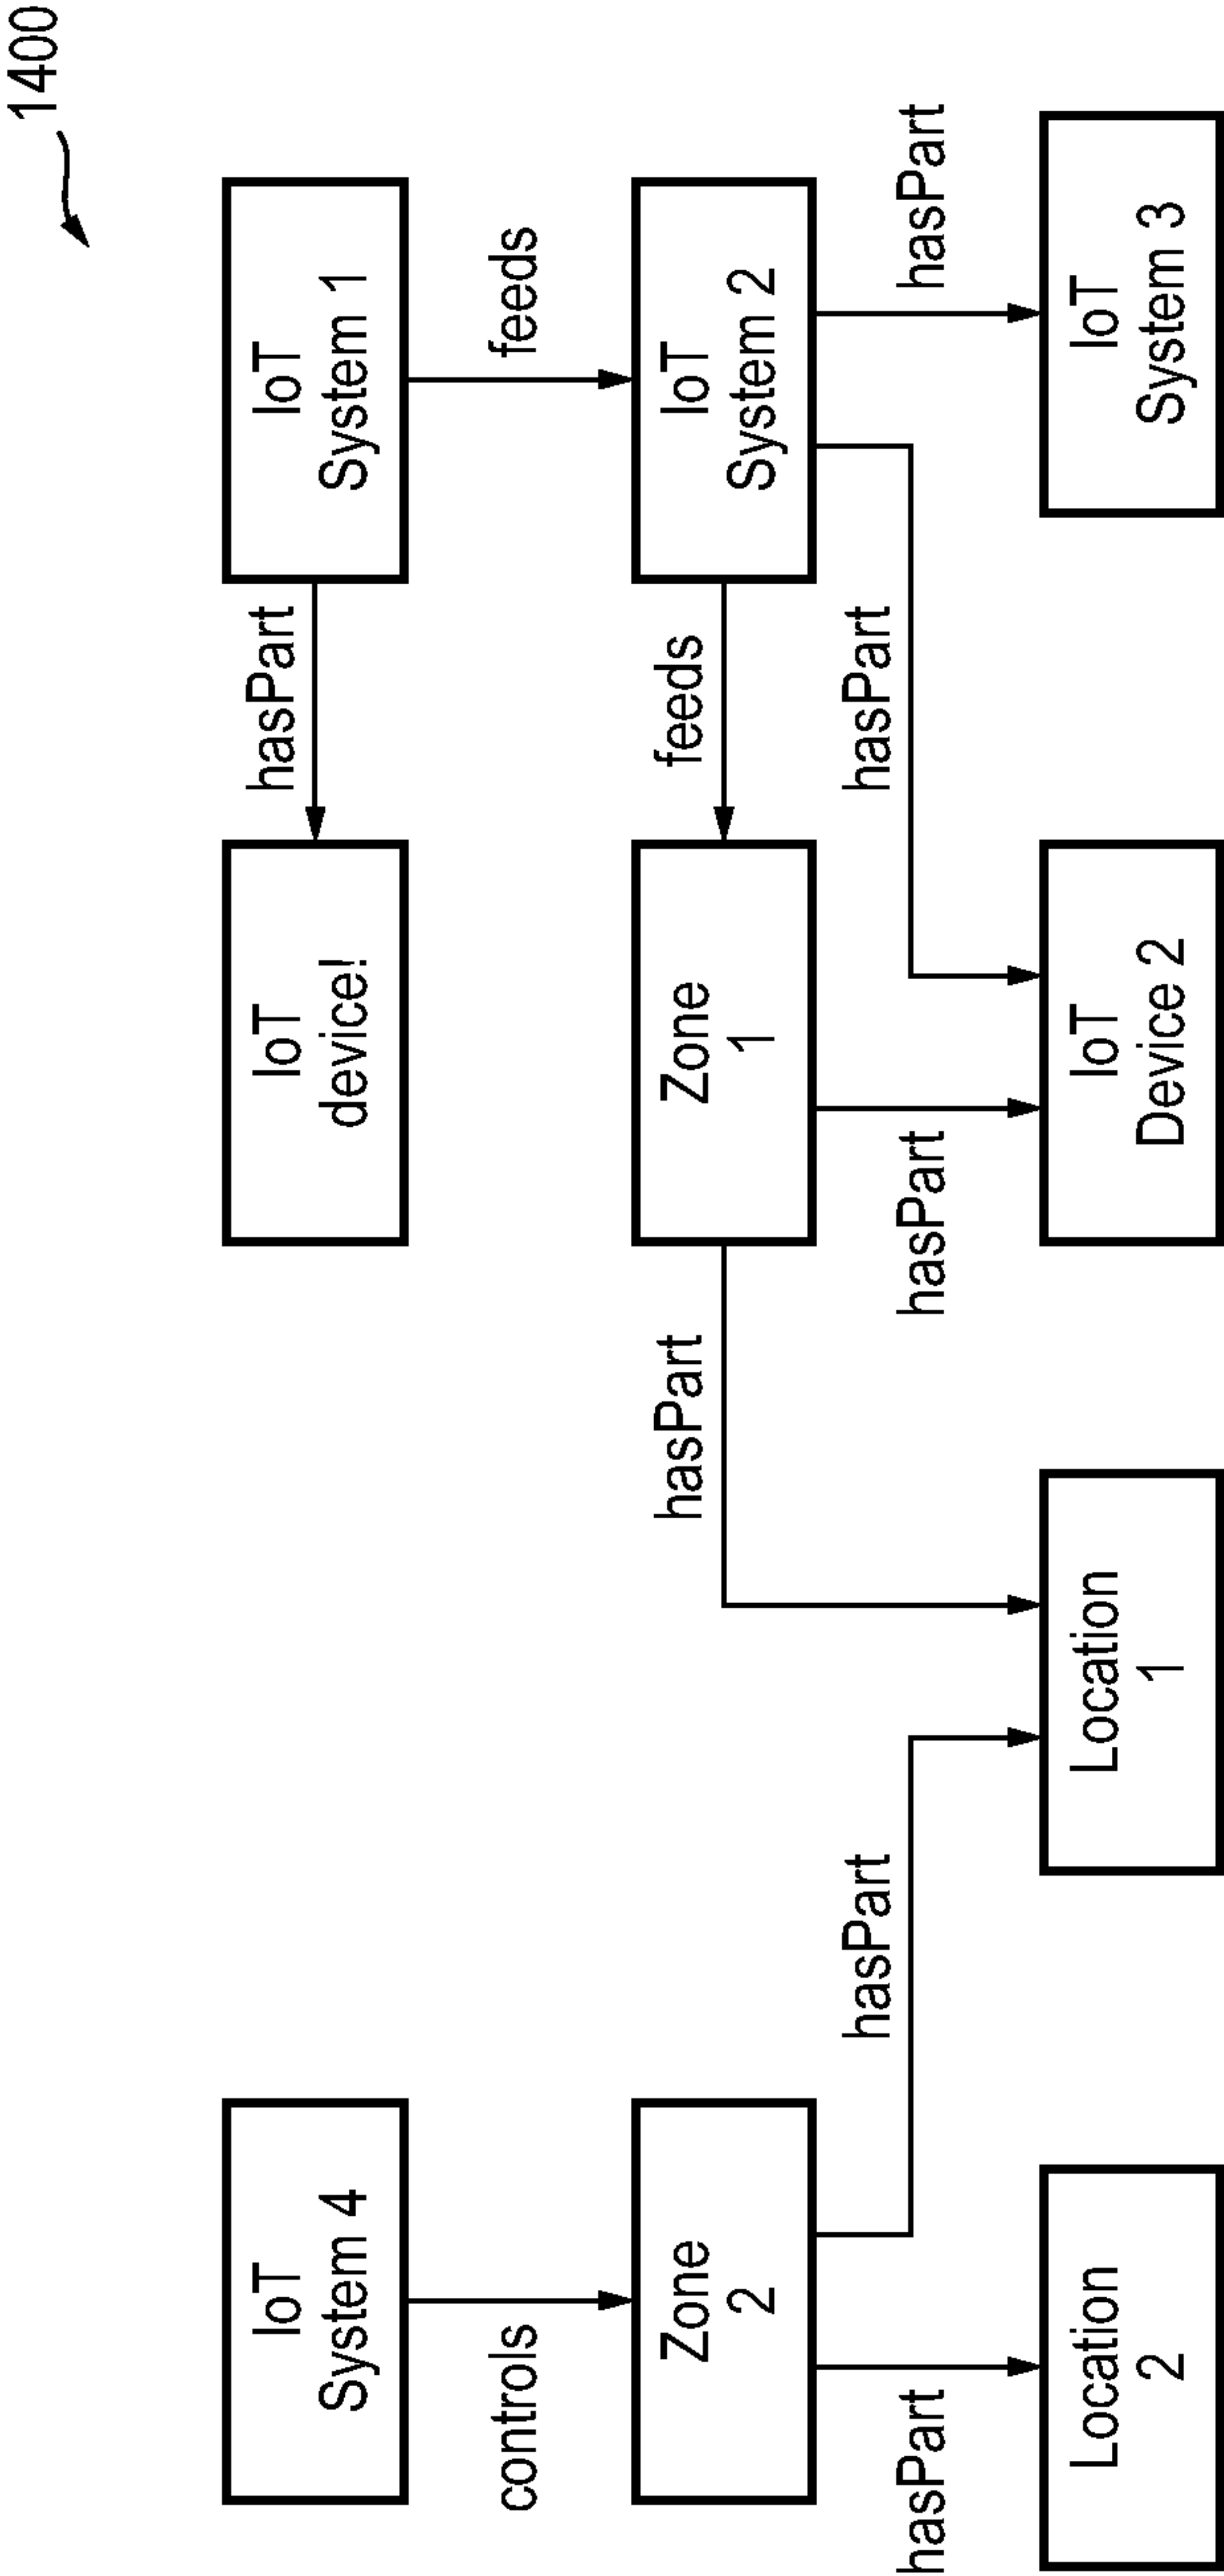 1400
IoT
System 4
IoT
device!
hasPart
IoT
System 1
controls
feeds
Zone
2
hasPart
Zone
1
feeds
IoT
System 2
hasPart
hasPart
hasPart
hasPart
hasPart
Location
2
Location
1
IoT
Device 2
IoT
System 3